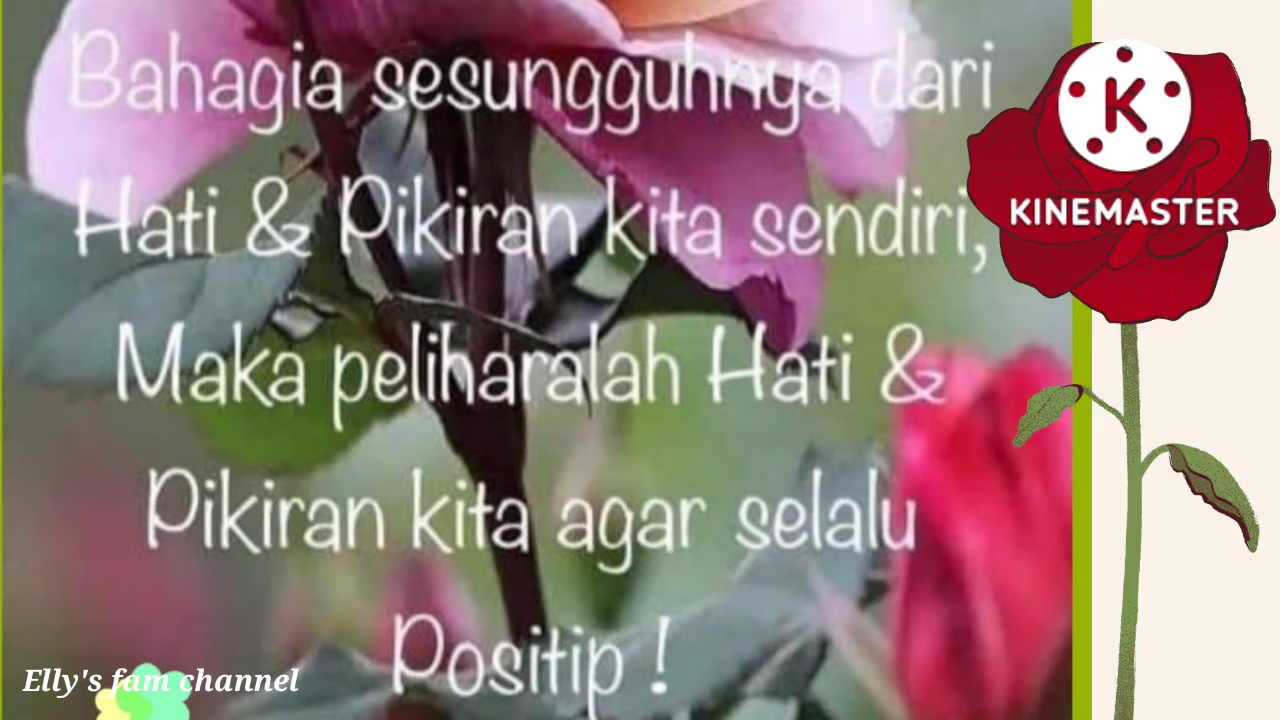 Bahagia sesungguhnya dari
Hati & Pikiran kita sendiri,
Maka peliharalah Hati &
Pikiran kita agar selalu
Positip !
K
KINEMASTER
Elly's fam channel